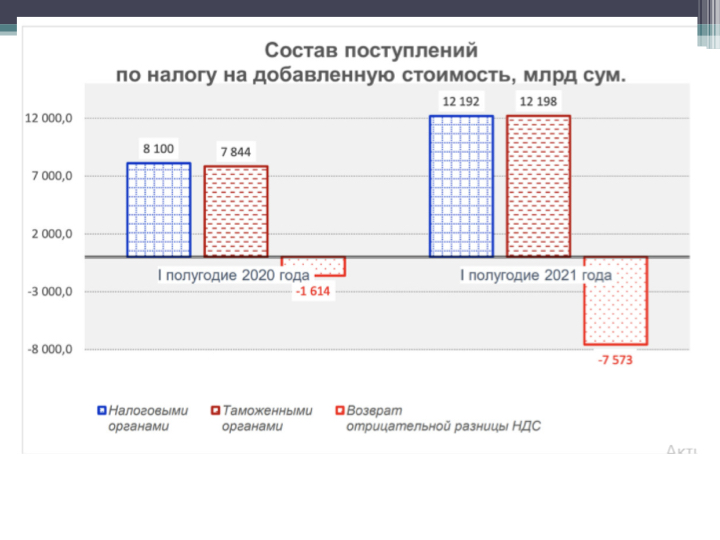 Состав поступлений
по налогу на добавленную стоимость, млрд сум.
12 000,0
7 000,0
2 000,0
-3 000,0
-8 000,0
8 100
7 844
-1 614
12 192
12 198
-7 573
I полугодие 2020 года
I полугодие 2021 года
Налоговыми
органами
Таможенными
органами
Возврат
отрицательной разницы НДС